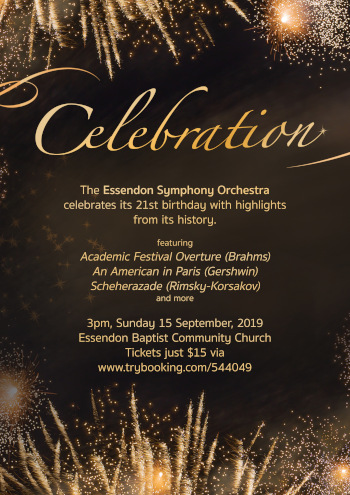 Celebration
The Essendon Symphony Orchestra
celebrates its 21st birthday with highlights
from its history.
featuring
Academic Festival Overture (Brahms)
An American in Paris (Gershwin)
Scheherazade (Rimsky-Korsakov)
and more
3pm, Sunday 15 September, 2019
Essendon Baptist Community Church
Tickets just $15 via
www.trybooking.com/544049